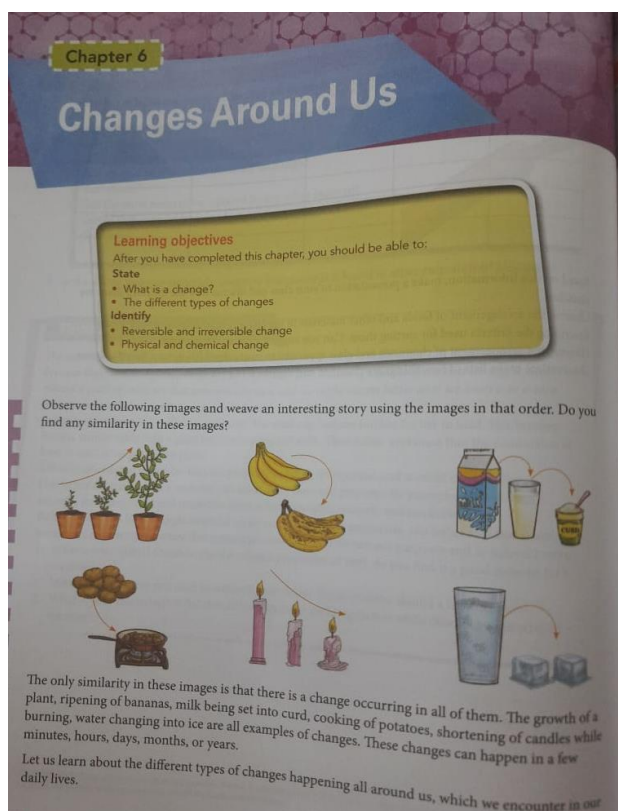 Chapter 6
Changes Around Us
Learning objectives
After you have completed this chapter, you should be able to:
State
• What is a change?
• The different types of changes
Identify
• Reversible and irreversible change
• Physical and chemical change
Observe the following images and weave an interesting story using the images in that order. Do you
find any similarity in these images?
The only similarity in these images is that there is a change occurring in all of them. The growth of a
plant, ripening of bananas, milk being set into curd, cooking of potatoes, shortening of candles while
burning, water changing into ice are all examples of changes. These changes can happen in a few
minutes, hours, days, months, or years.
Let us learn about the different types of changes happening all around us, which we encounter in our
daily lives.